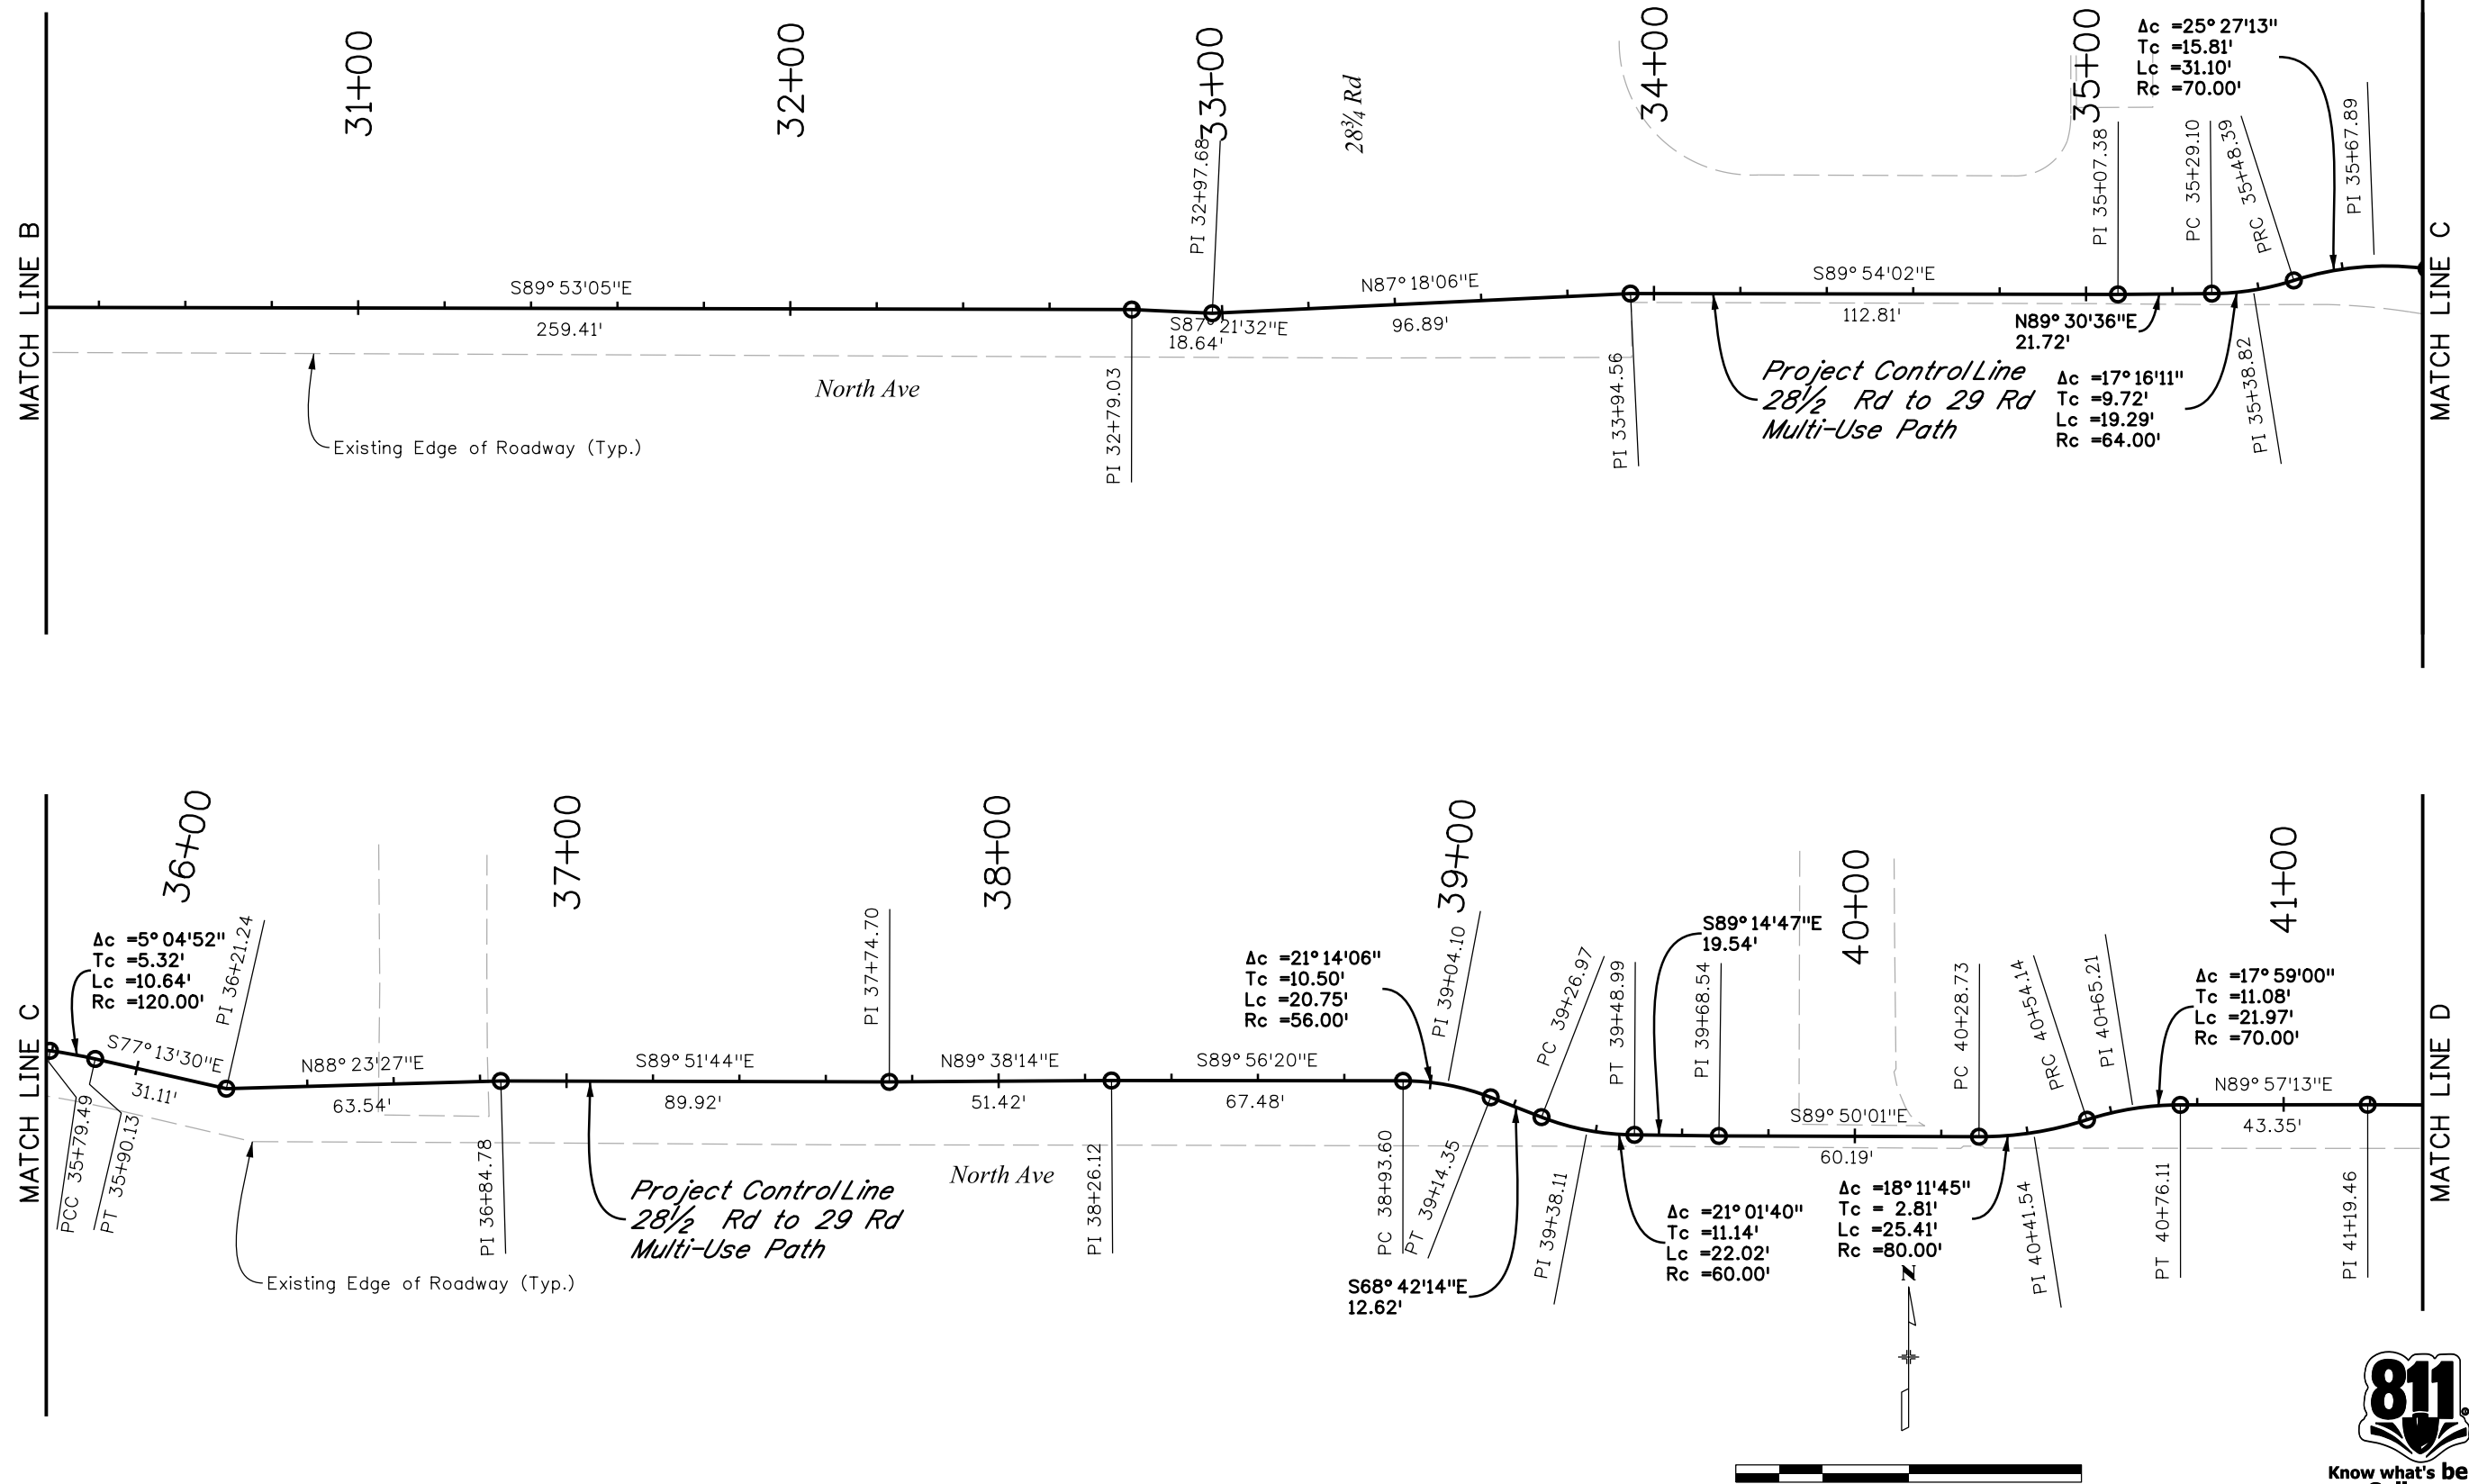 31+00
32+00
33+00
34+00
35+00
28¾ Rd
Δc =25°27'13"
Tc =15.81'
Lc =31.10'
Rc =70.00'
PI 32+97.68
PI 35+07.38
PC 35+29.10
PRC 35+48.39
PI 35+67.89
MATCH LINE B
MATCH LINE C
S89°53'05"E
259.41'
S87°21'32"E
18.64'
N87°18'06"E
96.89'
S89°54'02"E
112.81'
N89°30'36"E
21.72'
PI 32+79.03
PI 33+94.56
PI 35+38.82
North Ave
Project Control Line
28½ Rd to 29 Rd
Multi-Use Path
Δc =17°16'11"
Tc =9.72'
Lc =19.29'
Rc =64.00'
Existing Edge of Roadway (Typ.)
36+00
37+00
38+00
39+00
40+00
41+00
MATCH LINE C
MATCH LINE D
Δc =5°04'52"
Tc =5.32'
Lc =10.64'
Rc =120.00'
PI 36+21.24
PI 37+74.70
Δc =21°14'06"
Tc =10.50'
Lc =20.75'
Rc =56.00'
PI 39+04.10
PC 39+26.97
PT 39+48.99
S89°14'47"E
19.54'
PI 39+68.54
PC 40+28.73
PRC 40+54.14
PI 40+65.21
Δc =17°59'00"
Tc =11.08'
Lc =21.97'
Rc =70.00'
S77°13'30"E
31.11'
N88°23'27"E
63.54'
S89°51'44"E
89.92'
N89°38'14"E
51.42'
S89°56'20"E
67.48'
S89°50'01"E
60.19'
N89°57'13"E
43.35'
PCC 35+79.49
PT 35+90.13
PI 36+84.78
PI 38+26.12
PC 38+93.60
PT 39+14.35
PI 39+38.11
PI 40+41.54
PT 40+76.11
PI 41+19.46
North Ave
Project Control Line
28½ Rd to 29 Rd
Multi-Use Path
Existing Edge of Roadway (Typ.)
S68°42'14"E
12.62'
Δc =21°01'40"
Tc =11.14'
Lc =22.02'
Rc =60.00'
Δc =18°11'45"
Tc = 2.81'
Lc =25.41'
Rc =80.00'
N
811
Know what's be